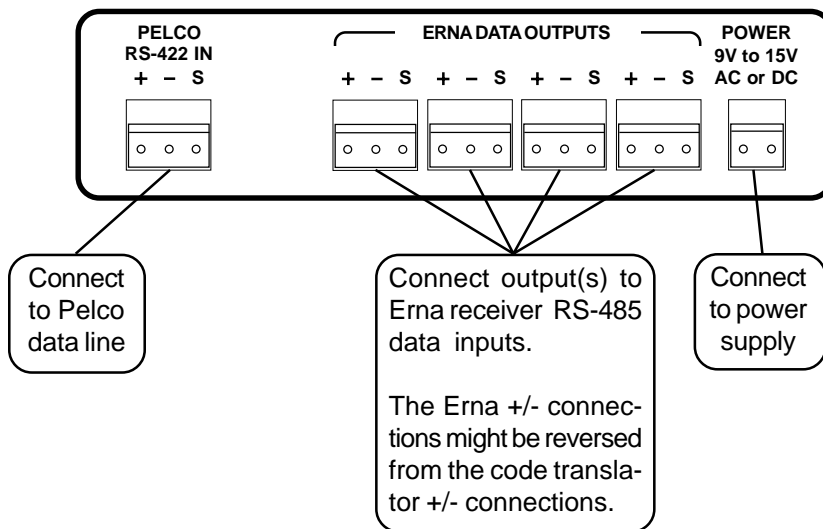 PELCO
RS-422 IN
+ – S
ERNA DATA OUTPUTS
+ – S + – S + – S + – S
POWER
9V to 15V
AC or DC
Connect
to Pelco
data line
Connect output(s) to
Erna receiver RS-485
data inputs.
The Erna +/- connec-
tions might be reversed
from the code transla-
tor +/- connections.
Connect
to power
supply